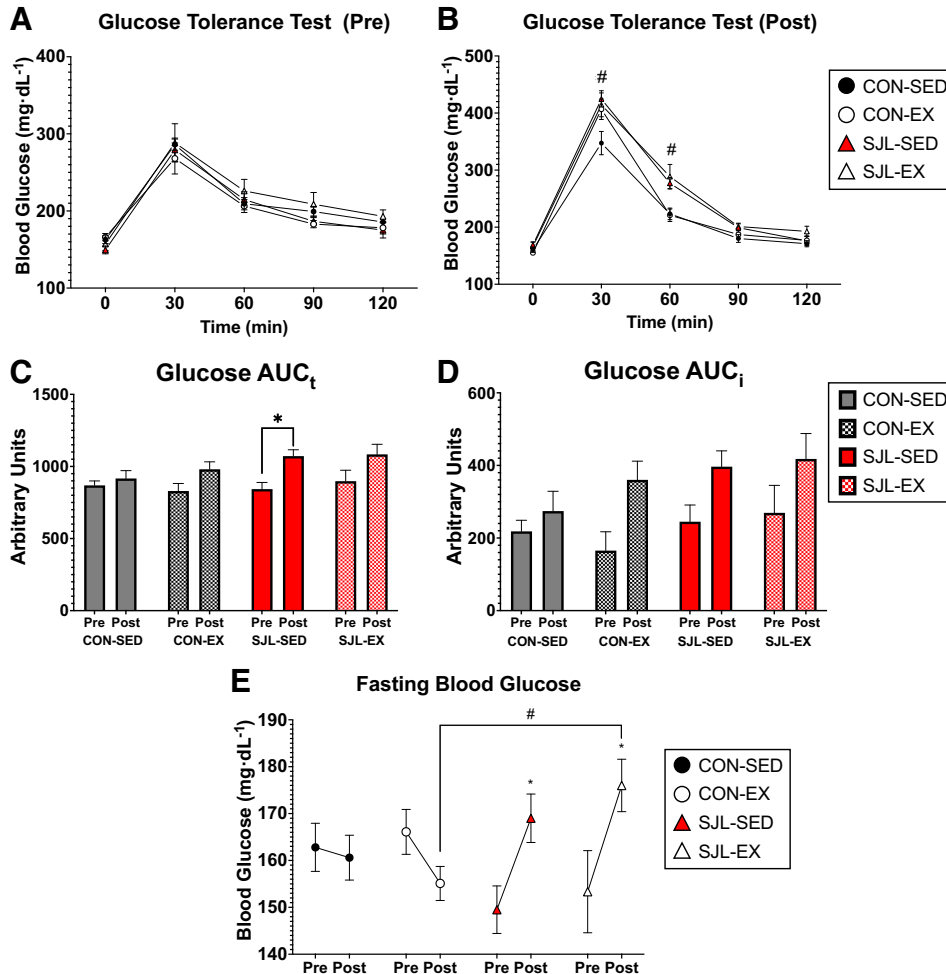 A
Glucose Tolerance Test (Pre)
Blood Glucose (mg·dL⁻¹)
400
300
200
100
0 30 60 90 120
Time (min)
B
Glucose Tolerance Test (Post)
Blood Glucose (mg·dL⁻¹)
500
400
300
200
100
# #
0 30 60 90 120
Time (min)
CON-SED
CON-EX
SJL-SED
SJL-EX
C
Glucose AUCₜ
Arbitrary Units
1500
1000
500
0
*
Pre Post Pre Post Pre Post Pre Post
CON-SED CON-EX SJL-SED SJL-EX
D
Glucose AUCᵢ
Arbitrary Units
600
400
200
0
Pre Post Pre Post Pre Post Pre Post
CON-SED CON-EX SJL-SED SJL-EX
CON-SED
CON-EX
SJL-SED
SJL-EX
E
Fasting Blood Glucose
Blood Glucose (mg·dL⁻¹)
190
180
170
160
150
140
#
* *
Pre Post Pre Post Pre Post Pre Post
CON-SED
CON-EX
SJL-SED
SJL-EX